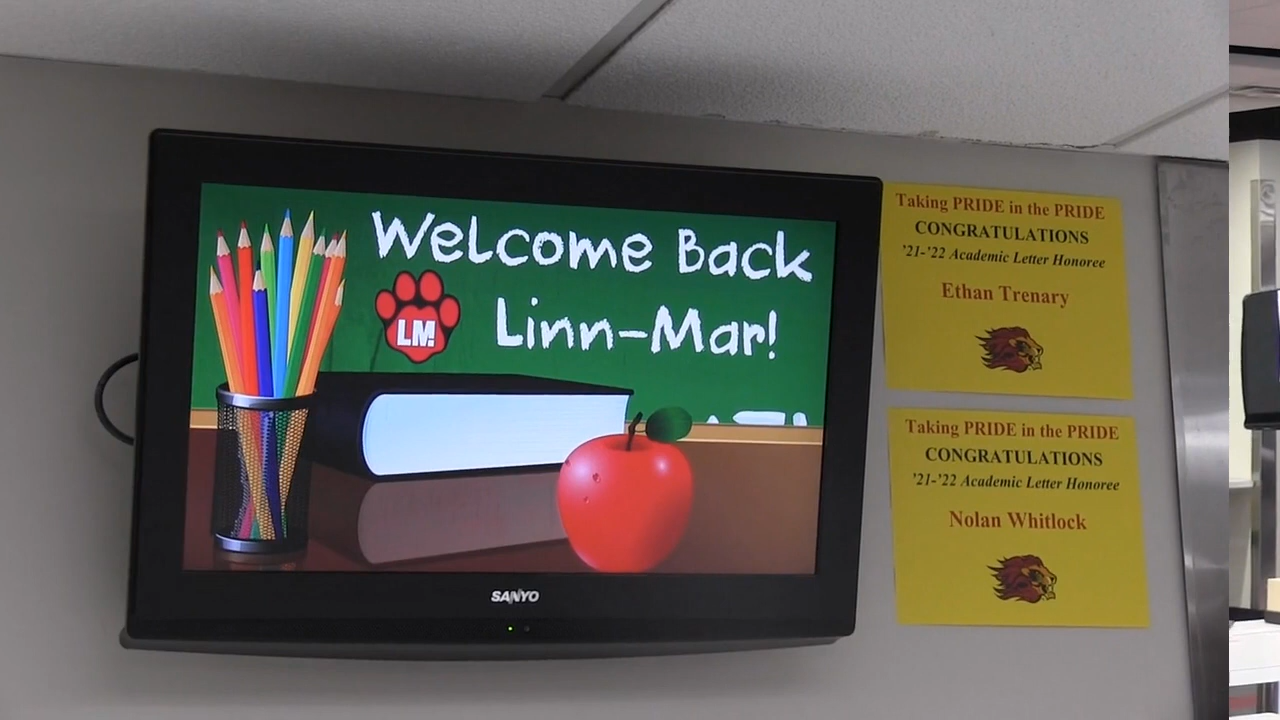 Welcome Back
LM!
Linn-Mar!
SANYO
Taking PRIDE in the PRIDE
CONGRATULATIONS
'21-'22 Academic Letter Honoree
Ethan Trenary
Taking PRIDE in the PRIDE
CONGRATULATIONS
'21-'22 Academic Letter Honoree
Nolan Whitlock